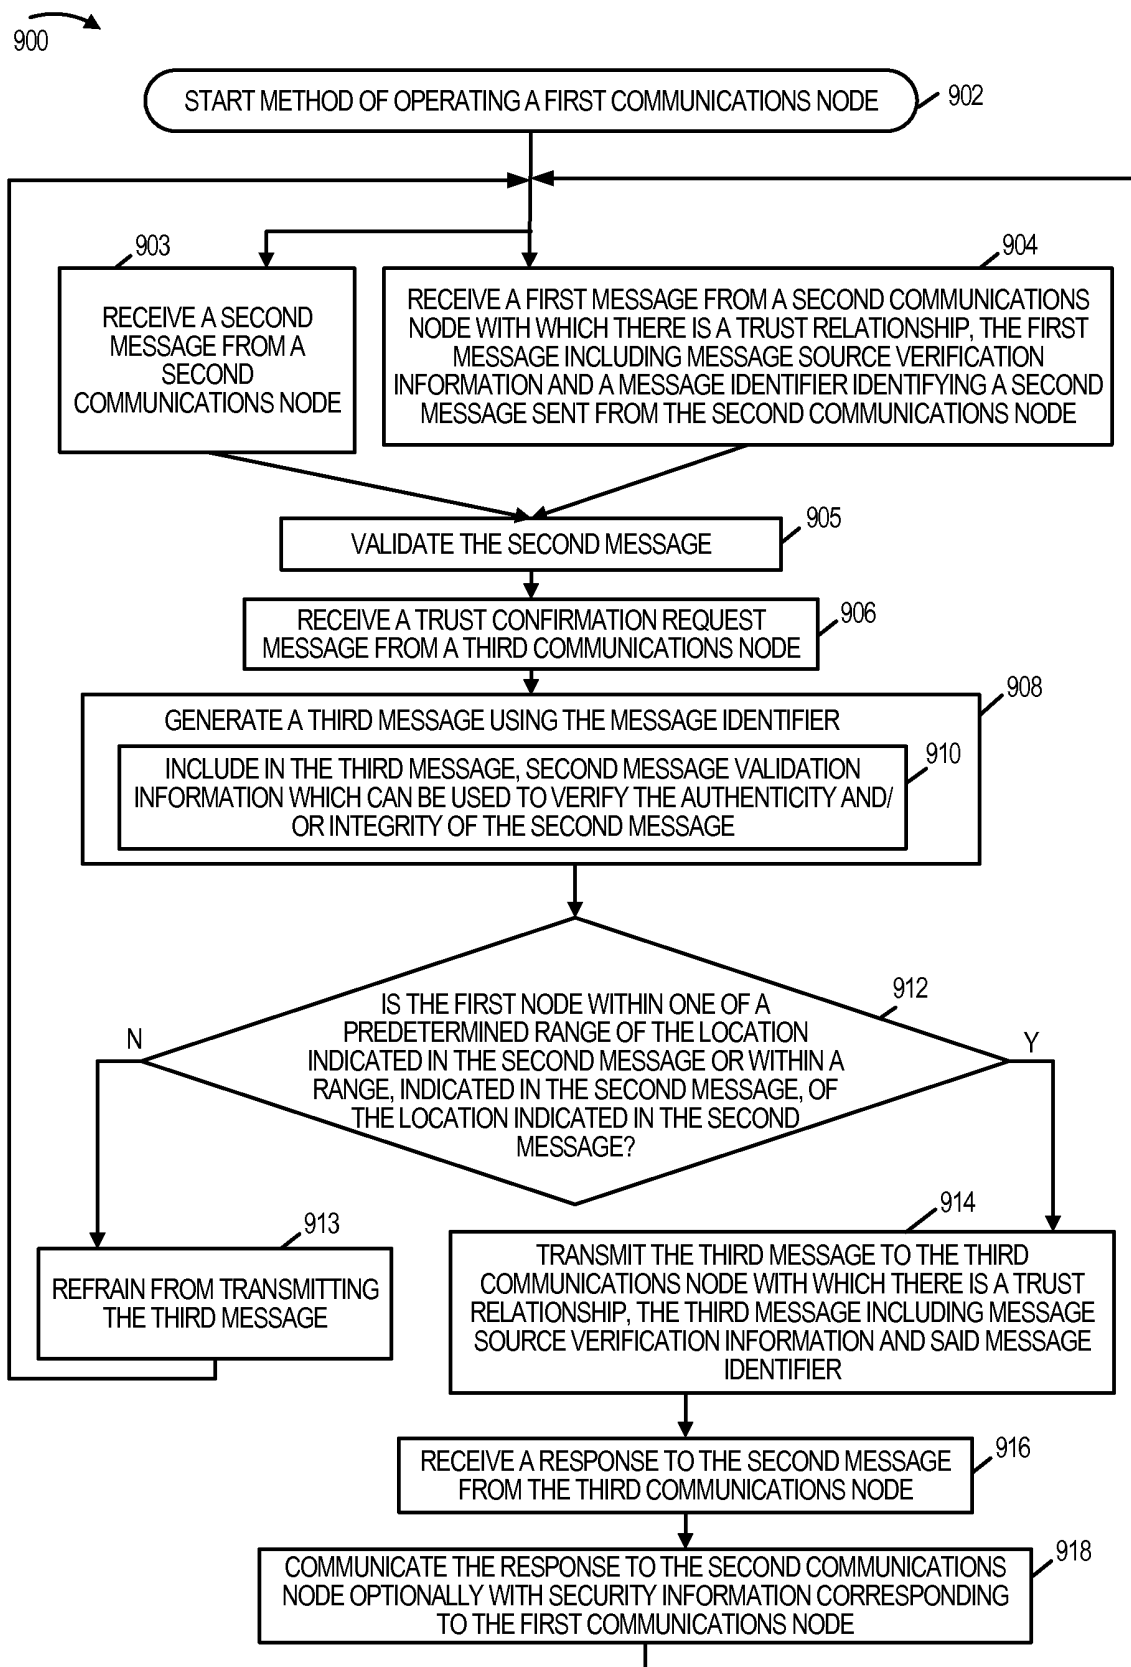 900
START METHOD OF OPERATING A FIRST COMMUNICATIONS NODE
902
903
RECEIVE A SECOND
MESSAGE FROM A
SECOND
COMMUNICATIONS NODE
904
RECEIVE A FIRST MESSAGE FROM A SECOND COMMUNICATIONS
NODE WITH WHICH THERE IS A TRUST RELATIONSHIP, THE FIRST
MESSAGE INCLUDING MESSAGE SOURCE VERIFICATION
INFORMATION AND A MESSAGE IDENTIFIER IDENTIFYING A SECOND
MESSAGE SENT FROM THE SECOND COMMUNICATIONS NODE
905
VALIDATE THE SECOND MESSAGE
906
RECEIVE A TRUST CONFIRMATION REQUEST
MESSAGE FROM A THIRD COMMUNICATIONS NODE
908
GENERATE A THIRD MESSAGE USING THE MESSAGE IDENTIFIER
910
INCLUDE IN THE THIRD MESSAGE, SECOND MESSAGE VALIDATION
INFORMATION WHICH CAN BE USED TO VERIFY THE AUTHENTICITY AND/
OR INTEGRITY OF THE SECOND MESSAGE
912
IS THE FIRST NODE WITHIN ONE OF A
PREDETERMINED RANGE OF THE LOCATION
INDICATED IN THE SECOND MESSAGE OR WITHIN A
RANGE, INDICATED IN THE SECOND MESSAGE, OF
THE LOCATION INDICATED IN THE SECOND
MESSAGE?
N
Y
913
REFRAIN FROM TRANSMITTING
THE THIRD MESSAGE
914
TRANSMIT THE THIRD MESSAGE TO THE THIRD
COMMUNICATIONS NODE WITH WHICH THERE IS A TRUST
RELATIONSHIP, THE THIRD MESSAGE INCLUDING MESSAGE
SOURCE VERIFICATION INFORMATION AND SAID MESSAGE
IDENTIFIER
916
RECEIVE A RESPONSE TO THE SECOND MESSAGE
FROM THE THIRD COMMUNICATIONS NODE
918
COMMUNICATE THE RESPONSE TO THE SECOND COMMUNICATIONS
NODE OPTIONALLY WITH SECURITY INFORMATION CORRESPONDING
TO THE FIRST COMMUNICATIONS NODE